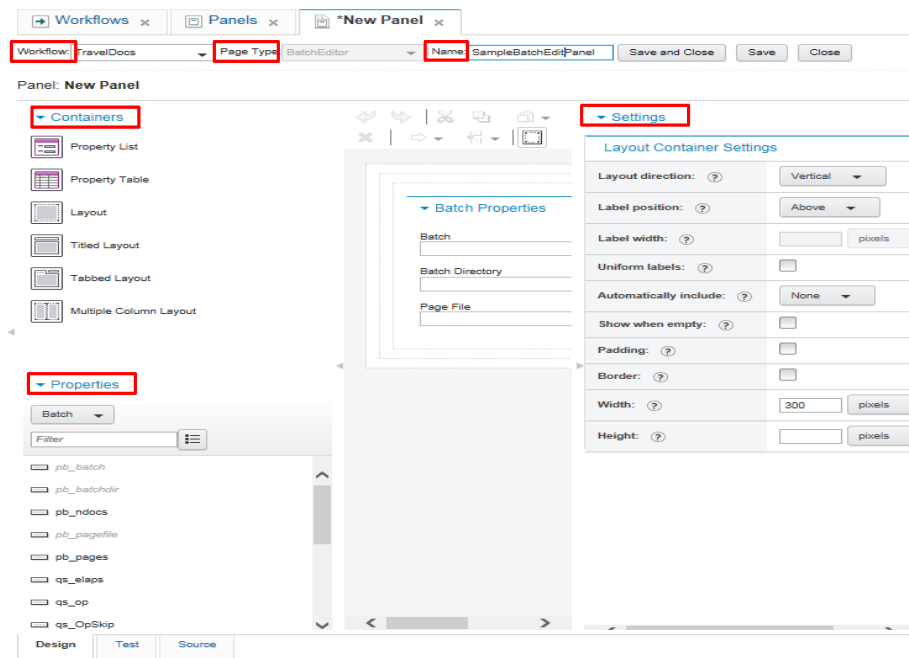 Workflows x Panels x *New Panel x
Workflow: TravelDocs Page Type: BatchEditor Name: SampleBatchEditPanel Save and Close Save Close
Panel: New Panel
Containers
Property List
Property Table
Layout
Titled Layout
Tabbed Layout
Multiple Column Layout
Properties
Batch
Filter
pb_batch
pb_batchdir
pb_ndocs
pb_pagefile
pb_pages
qs_elaps
qs_op
qs_OpSkip
Batch Properties
Batch
Batch Directory
Page File
Settings
Layout Container Settings
Layout direction: ? Vertical
Label position: ? Above
Label width: ? pixels
Uniform labels: ?
Automatically include: ? None
Show when empty: ?
Padding: ?
Border: ?
Width: ? 300 pixels
Height: ? pixels
Design Test Source